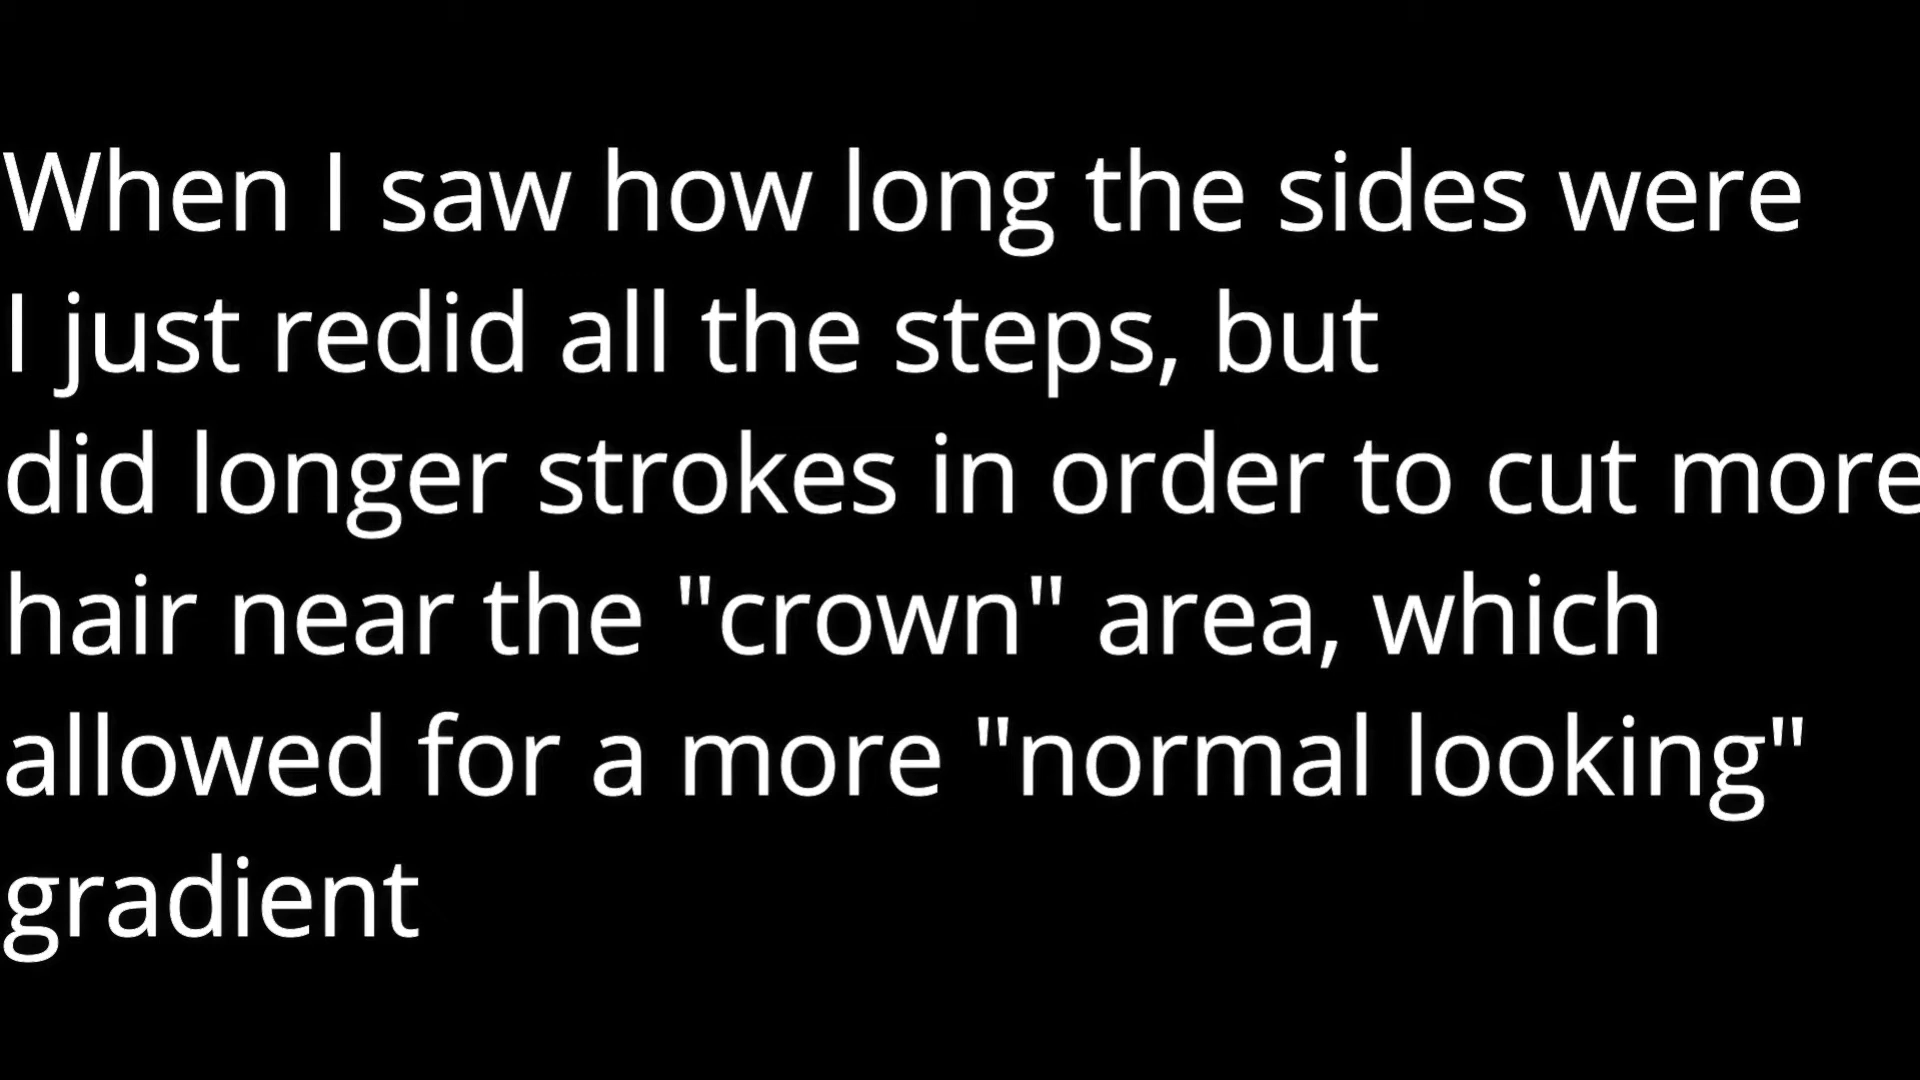 When I saw how long the sides were
I just redid all the steps, but
did longer strokes in order to cut more
hair near the "crown" area, which
allowed for a more "normal looking"
gradient